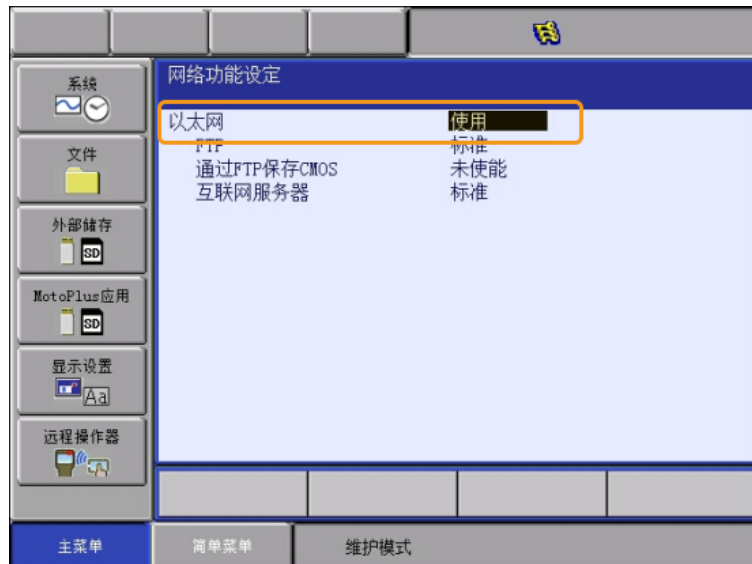 系统
文件
外部储存
SD
MotoPlus应用
SD
显示设置
Aa
远程操作器
网络功能设定
以太网 使用
FTP 标准
通过FTP保存CMOS 未使能
互联网服务器 标准
主菜单 简单菜单 维护模式